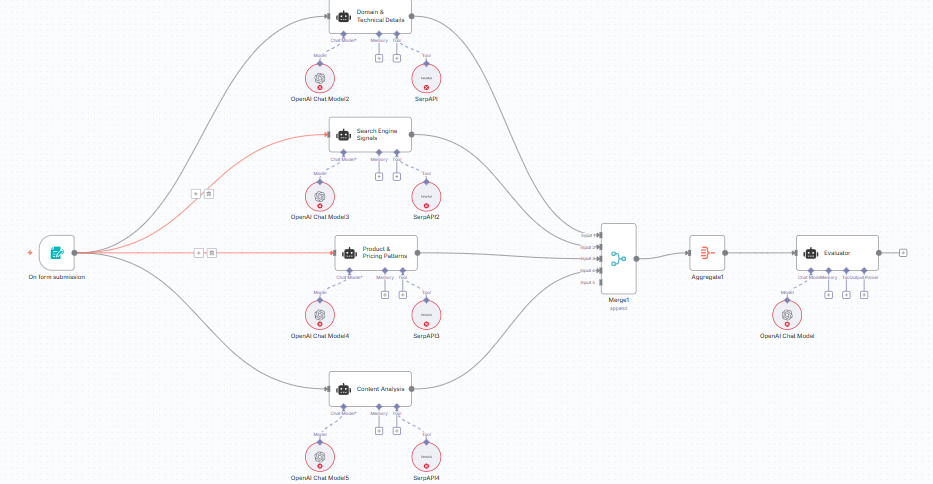 Domain &
Technical Details
Chat Model*
Memory
Tool
Model
Tool
OpenAI Chat Model2
SerpAPI
Search Engine
Signals
Chat Model*
Memory
Tool
Model
Tool
OpenAI Chat Model3
SerpAPI2
On form submission
Product &
Pricing Patterns
Chat Model*
Memory
Tool
Model
Tool
OpenAI Chat Model4
SerpAPI3
Content Analysis
Chat Model*
Memory
Tool
Model
Tool
OpenAI Chat Model5
SerpAPI4
Input 1
Input 2
Input 3
Input 4
Input 5
Merge1
append
Aggregate1
Evaluator
Chat Model
Memory
Tool
Output Parser
Model
OpenAI Chat Model